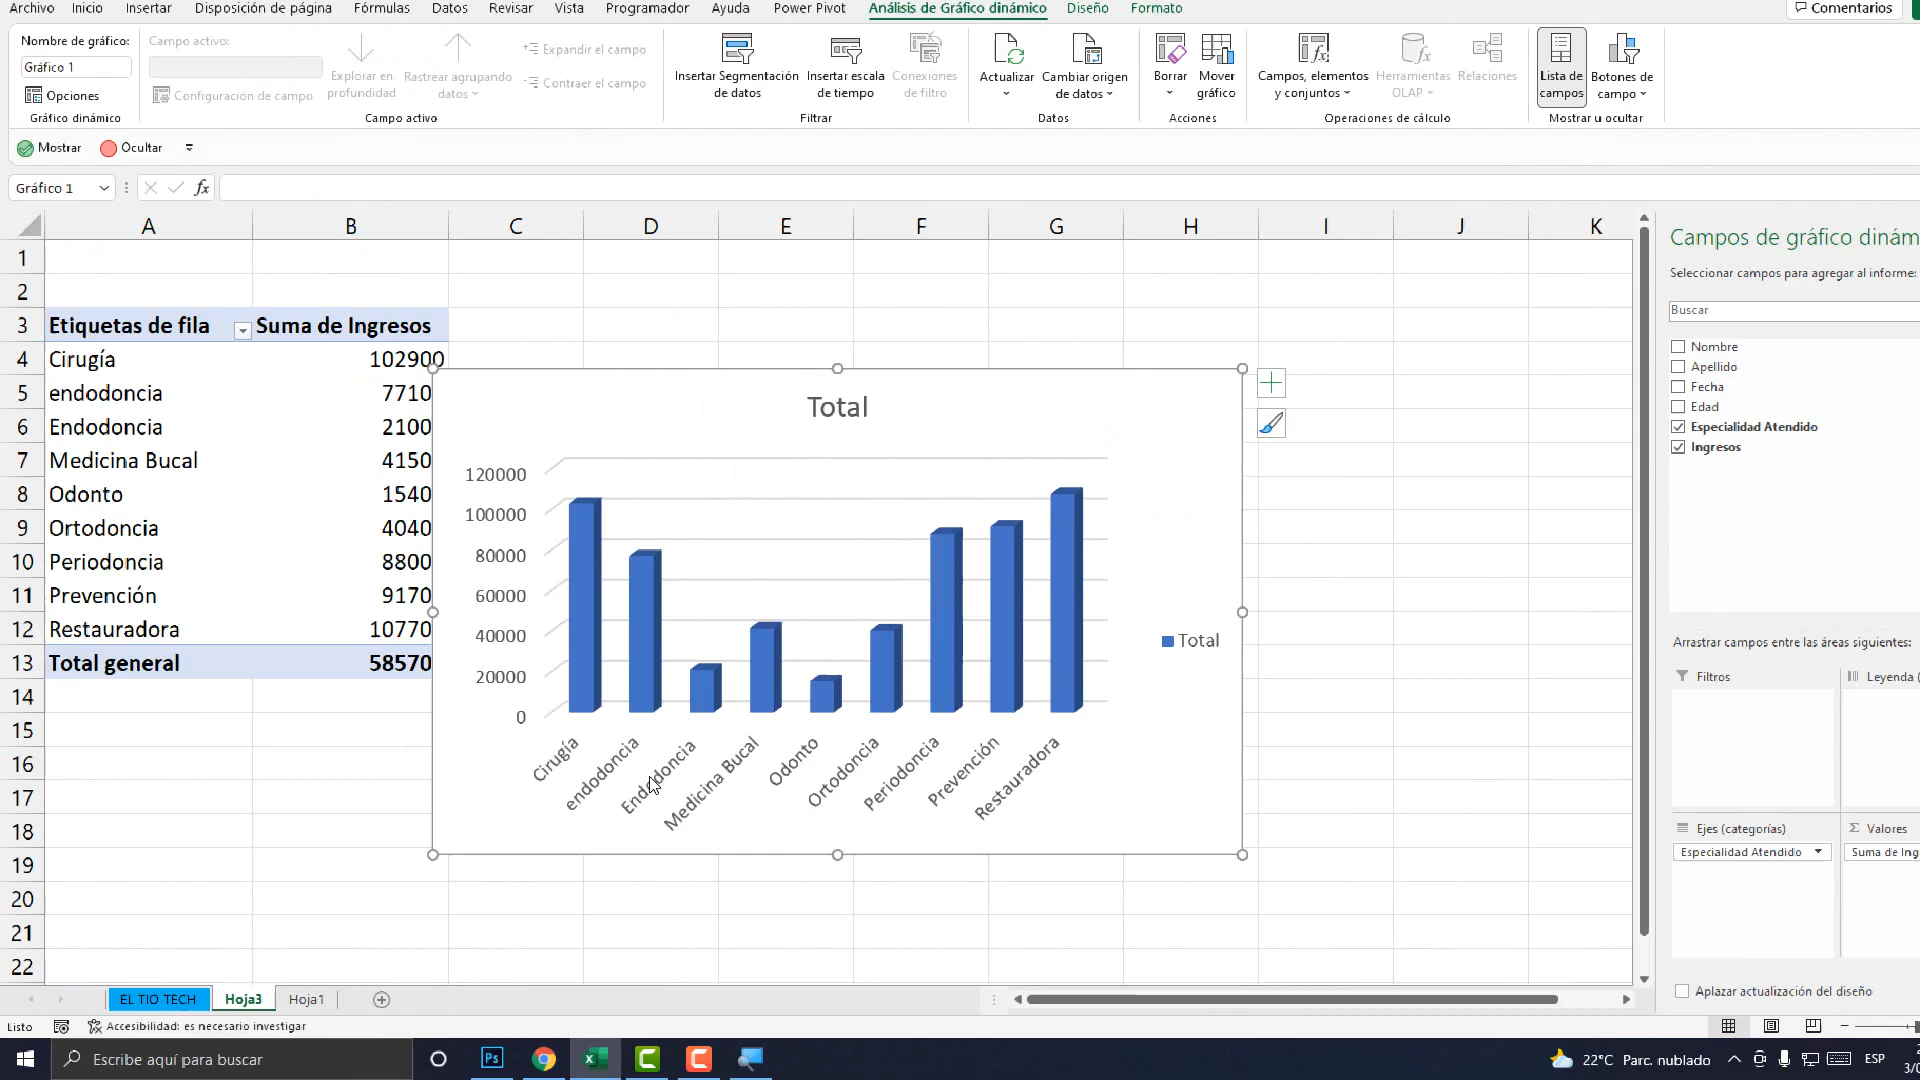 Archivo Inicio Insertar Disposición de página Fórmulas Datos Revisar Vista Programador Ayuda Power Pivot Análisis de Gráfico dinámico Diseño Formato Comentarios
Nombre de gráfico:
Gráfico 1
Opciones
Gráfico dinámico
Campo activo:
Configuración de campo
Explorar en profundidad
Rastrear agrupando datos
Expandir el campo
Contraer el campo
Campo activo
Insertar Segmentación de datos
Insertar escala de tiempo
Conexiones de filtro
Filtrar
Actualizar
Cambiar origen de datos
Datos
Borrar
Mover gráfico
Acciones
Campos, elementos y conjuntos
Herramientas OLAP
Relaciones
Operaciones de cálculo
Lista de campos
Botones de campo
Mostrar u ocultar
Mostrar Ocultar
Gráfico 1 fx
A B C D E F G H I J K
1
2
3 Etiquetas de fila Suma de Ingresos
4 Cirugía 102900
5 endodoncia 7710
6 Endodoncia 2100
7 Medicina Bucal 4150
8 Odonto 1540
9 Ortodoncia 4040
10 Periodoncia 8800
11 Prevención 9170
12 Restauradora 10770
13 Total general 58570
14
15
16
17
18
19
20
21
22
Total
120000
100000
80000
60000
40000
20000
0
Cirugía
endodoncia
Endodoncia
Medicina Bucal
Odonto
Ortodoncia
Periodoncia
Prevención
Restauradora
Total
Campos de gráfico dinám
Seleccionar campos para agregar al informe:
Buscar
Nombre
Apellido
Fecha
Edad
Especialidad Atendido
Ingresos
Arrastrar campos entre las áreas siguientes:
Filtros Leyenda (
Ejes (categorías) Σ Valores
Especialidad Atendido Suma de Ing
Aplazar actualización del diseño
EL TIO TECH Hoja3 Hoja1
Listo Accesibilidad: es necesario investigar
Escribe aquí para buscar
Ps
22°C Parc. nublado ESP
3/0